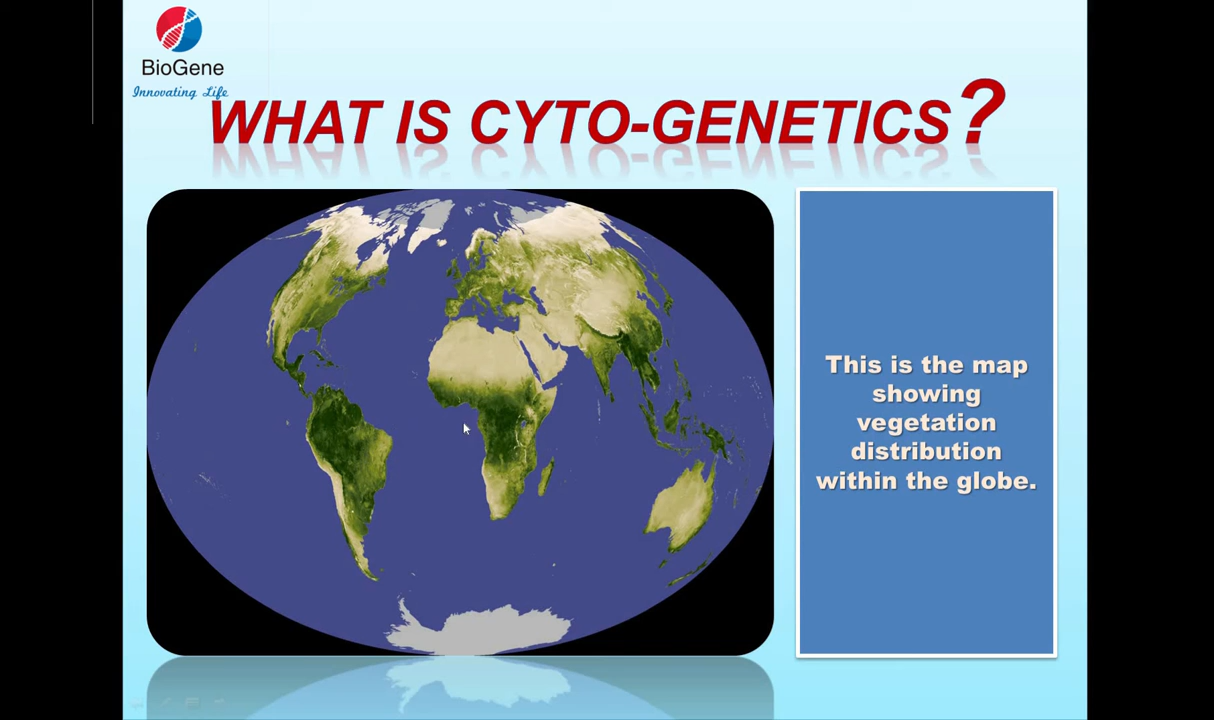 BioGene
Innovating Life
WHAT IS CYTO-GENETICS?
This is the map
showing
vegetation
distribution
within the globe.